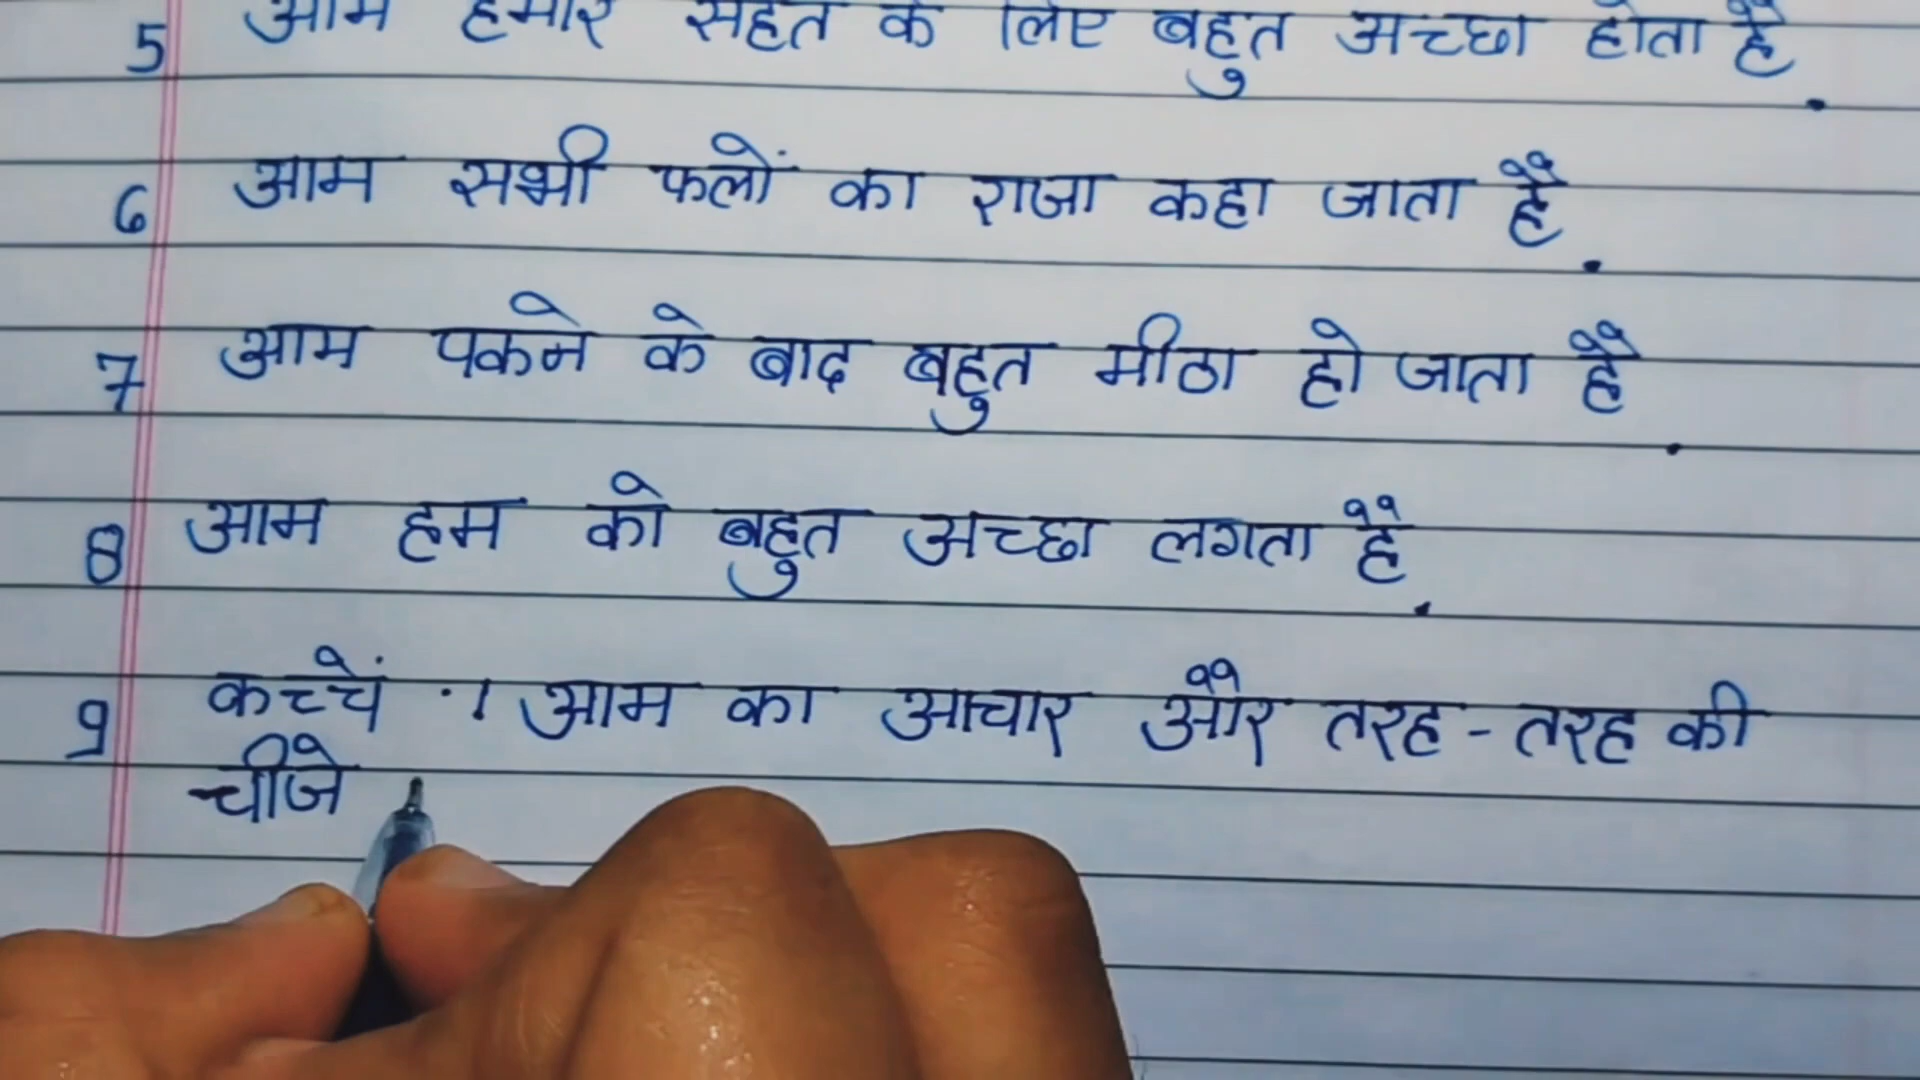 5 आम हमारे सेहत के लिए बहुत अच्छा होता है.
6 आम सभी फलों का राजा कहा जाता है.
7 आम पकने के बाद बहुत मीठा हो जाता है.
8 आम हम को बहुत अच्छा लगता है.
9 कच्चें . । आम का आचार और तरह - तरह की
चीजे